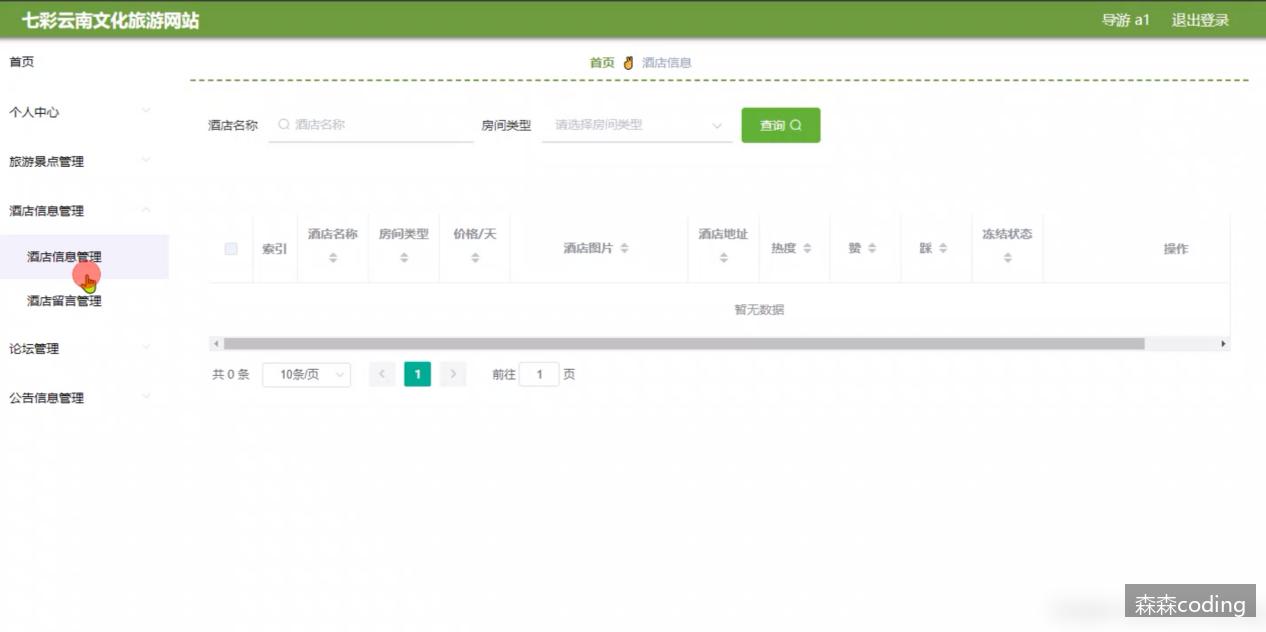 七彩云南文化旅游网站 导游 a1 退出登录
首页
个人中心
旅游景点管理
酒店信息管理
酒店信息管理
酒店留言管理
论坛管理
公告信息管理
首页 酒店信息
酒店名称 酒店名称 房间类型 请选择房间类型 查询
索引 酒店名称 房间类型 价格/天 酒店图片 酒店地址 热度 赞 踩 冻结状态 操作
暂无数据
共 0 条 10条/页 1 前往 1 页
森森coding